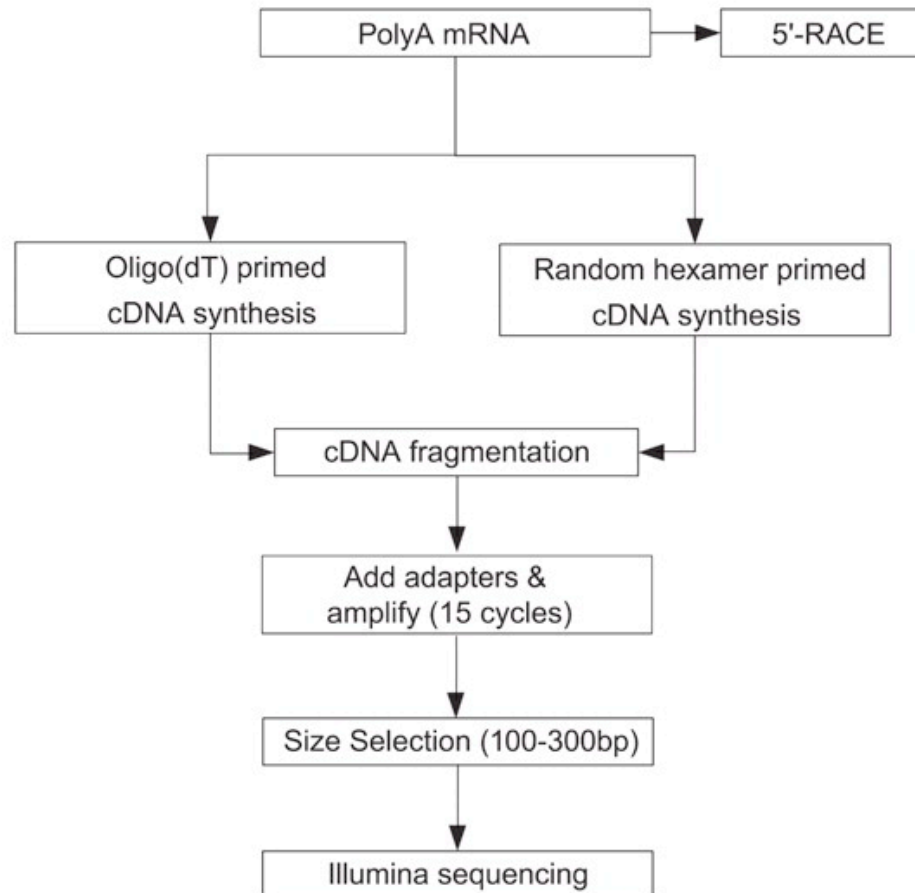 PolyA mRNA
5'-RACE
Oligo(dT) primed
cDNA synthesis
Random hexamer primed
cDNA synthesis
cDNA fragmentation
Add adapters &
amplify (15 cycles)
Size Selection (100-300bp)
Illumina sequencing